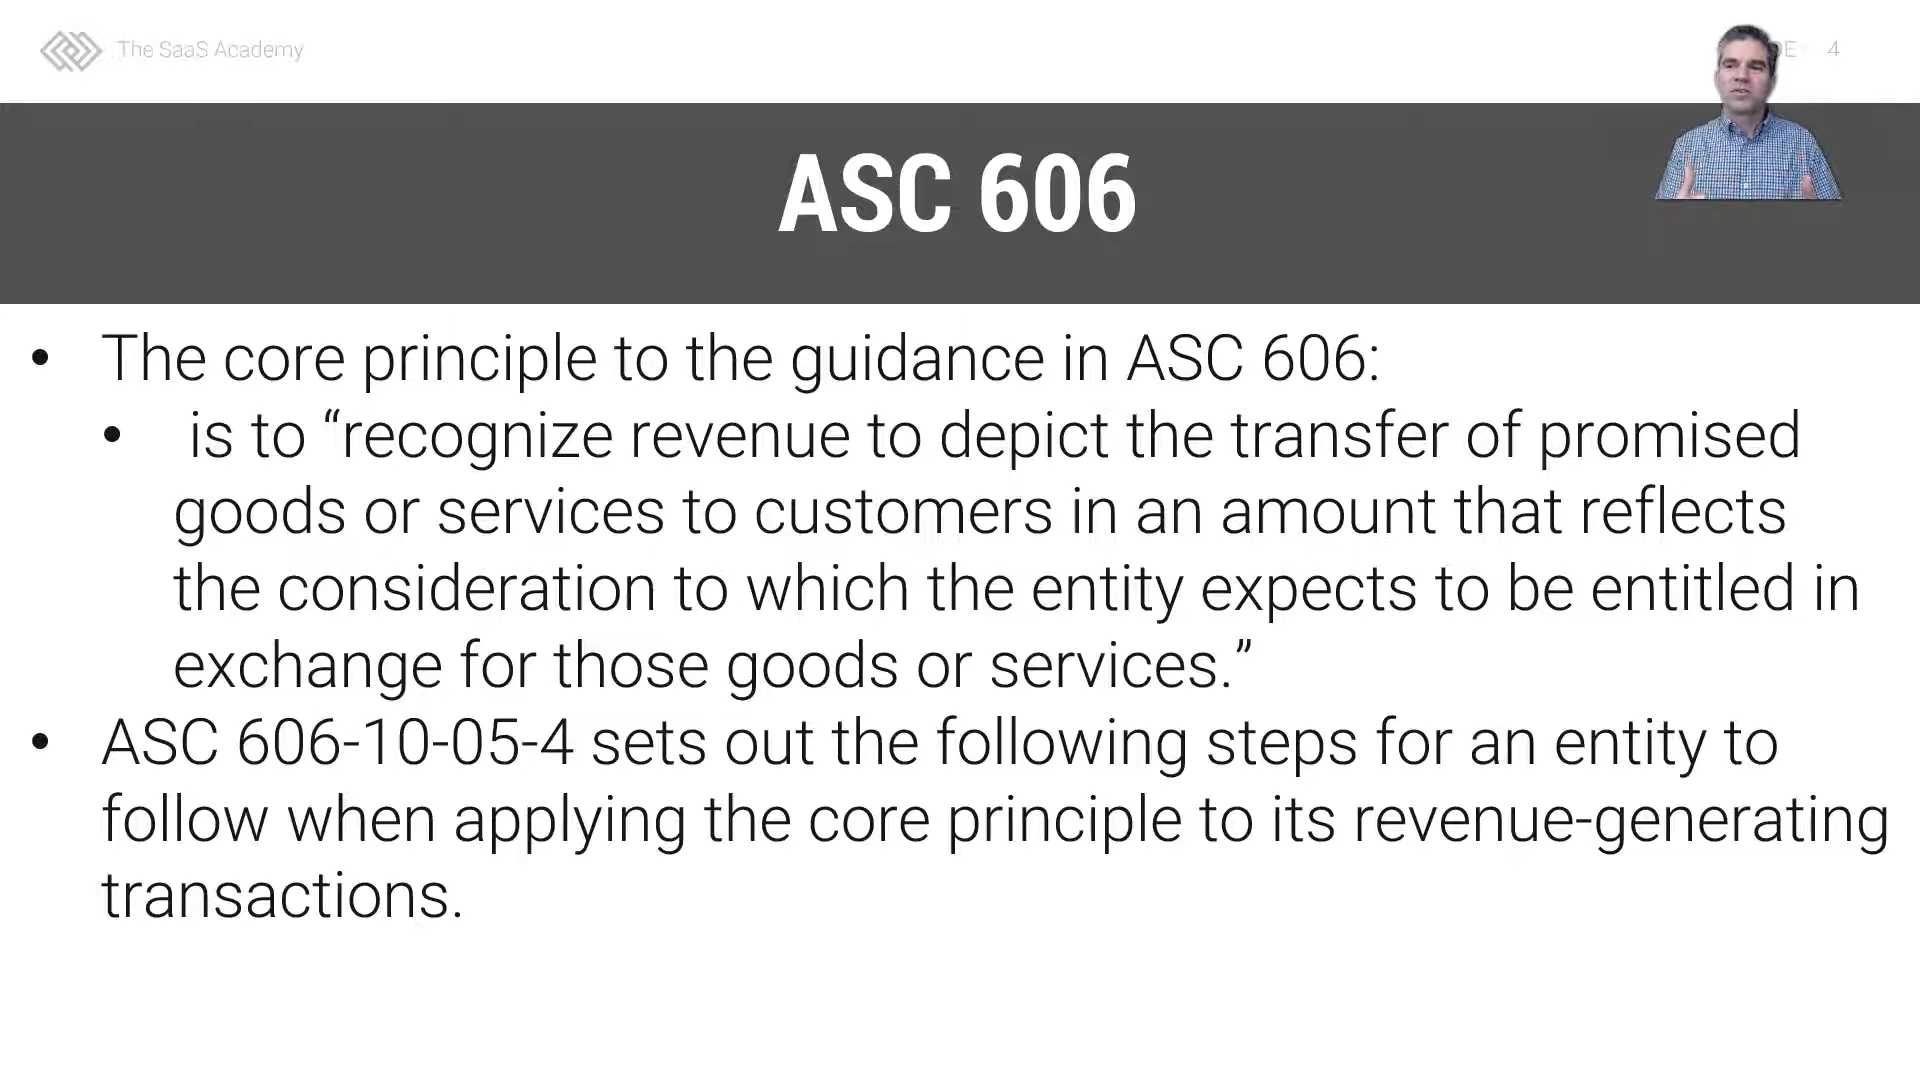 The SaaS Academy
4
ASC 606
• The core principle to the guidance in ASC 606:
• is to “recognize revenue to depict the transfer of promised
goods or services to customers in an amount that reflects
the consideration to which the entity expects to be entitled in
exchange for those goods or services.”
• ASC 606-10-05-4 sets out the following steps for an entity to
follow when applying the core principle to its revenue-generating
transactions.